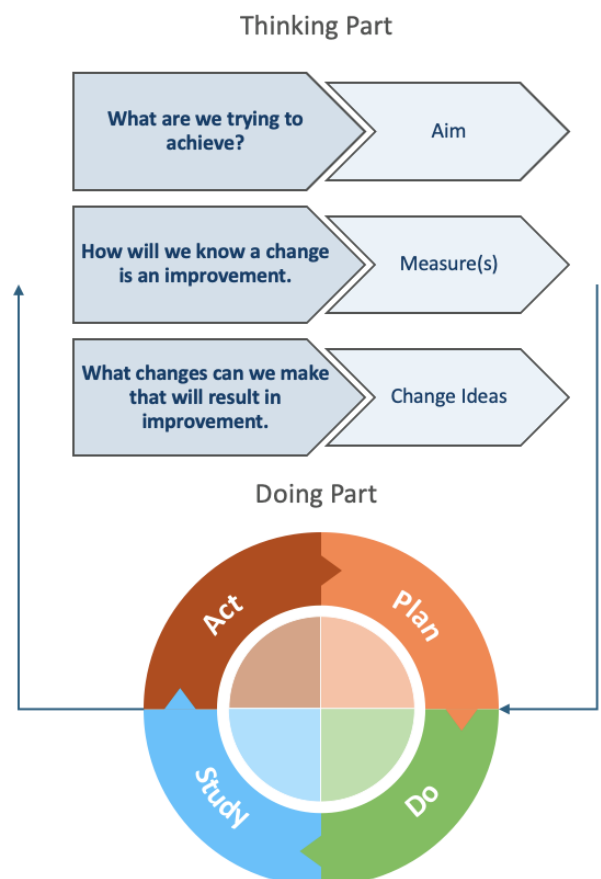 Thinking Part
What are we trying to
achieve?
Aim
How will we know a change
is an improvement.
Measure(s)
What changes can we make
that will result in
improvement.
Change Ideas
Doing Part
Act
Plan
Study
Do